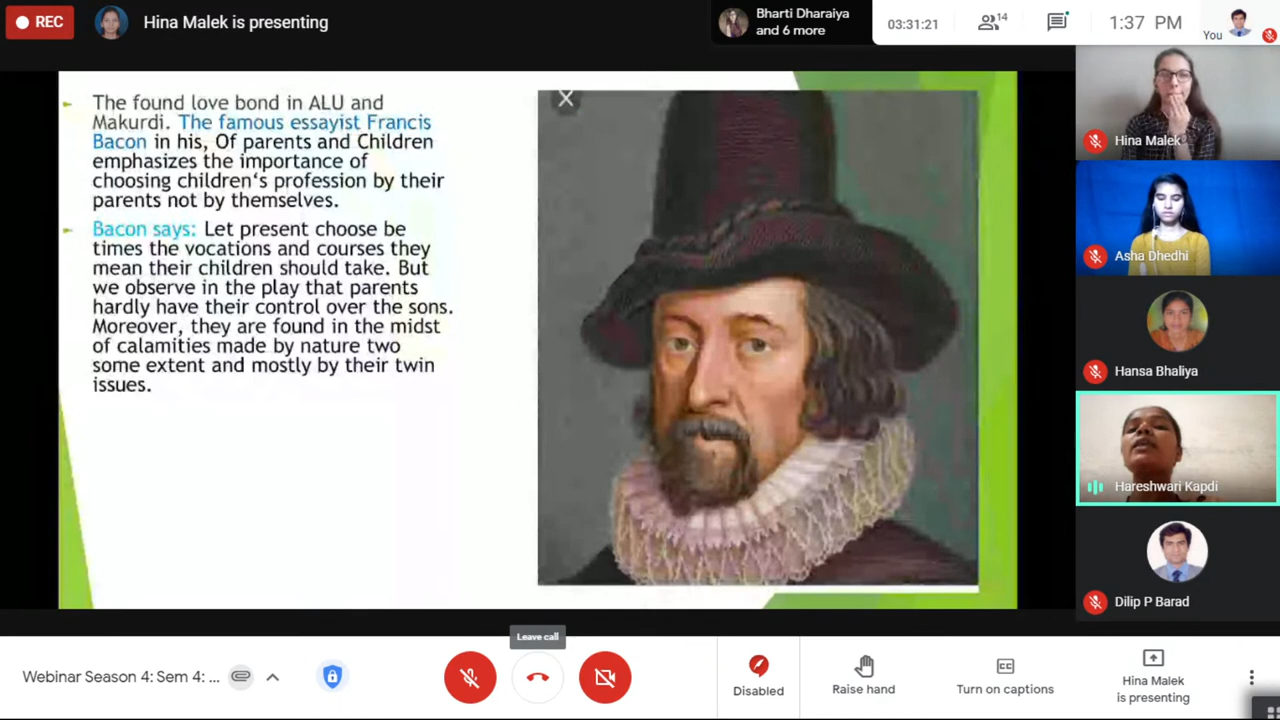 REC
Hina Malek is presenting
Bharti Dharaiya
and 6 more
03:31:21
14
1:37 PM
You
► The found love bond in ALU and
Makurdi. The famous essayist Francis
Bacon in his, Of parents and Children
emphasizes the importance of
choosing children‘s profession by their
parents not by themselves.
► Bacon says: Let present choose be
times the vocations and courses they
mean their children should take. But
we observe in the play that parents
hardly have their control over the sons.
Moreover, they are found in the midst
of calamities made by nature two
some extent and mostly by their twin
issues.
Hina Malek
Asha Dhedhi
Hansa Bhaliya
Hareshwari Kapdi
Dilip P Barad
Leave call
Webinar Season 4: Sem 4: ...
Disabled
Raise hand
Turn on captions
Hina Malek
is presenting